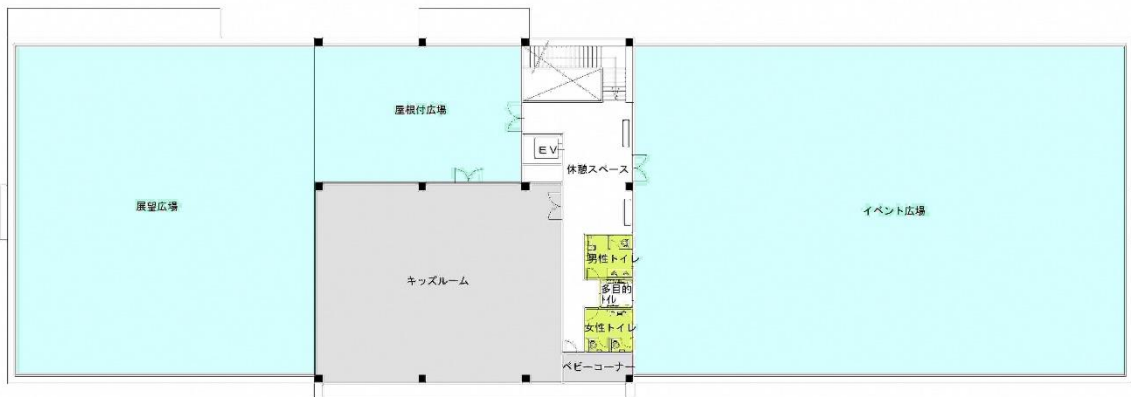 屋根付広場
EV
休憩スペース
展望広場
イベント広場
男性トイレ
キッズルーム
多目的
トイレ
女性トイレ
ベビーコーナー